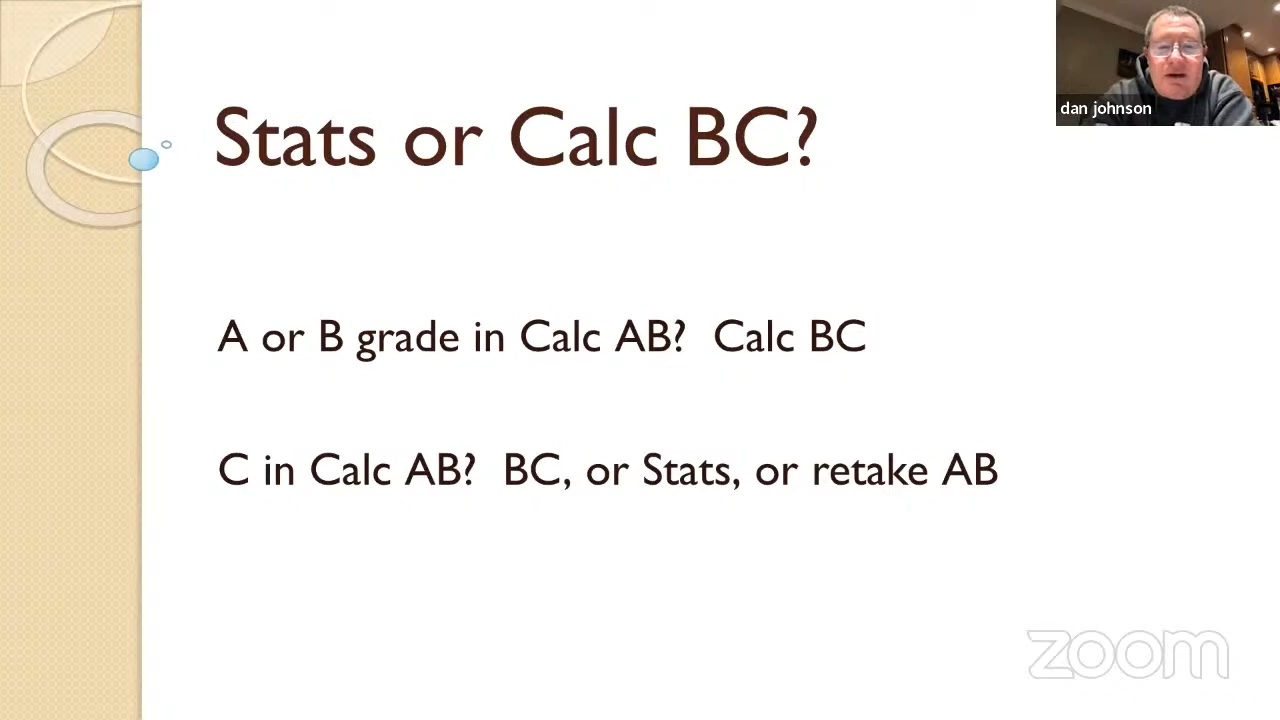 Stats or Calc BC?
dan johnson
A or B grade in Calc AB?  Calc BC
C in Calc AB?  BC, or Stats, or retake AB
zoom